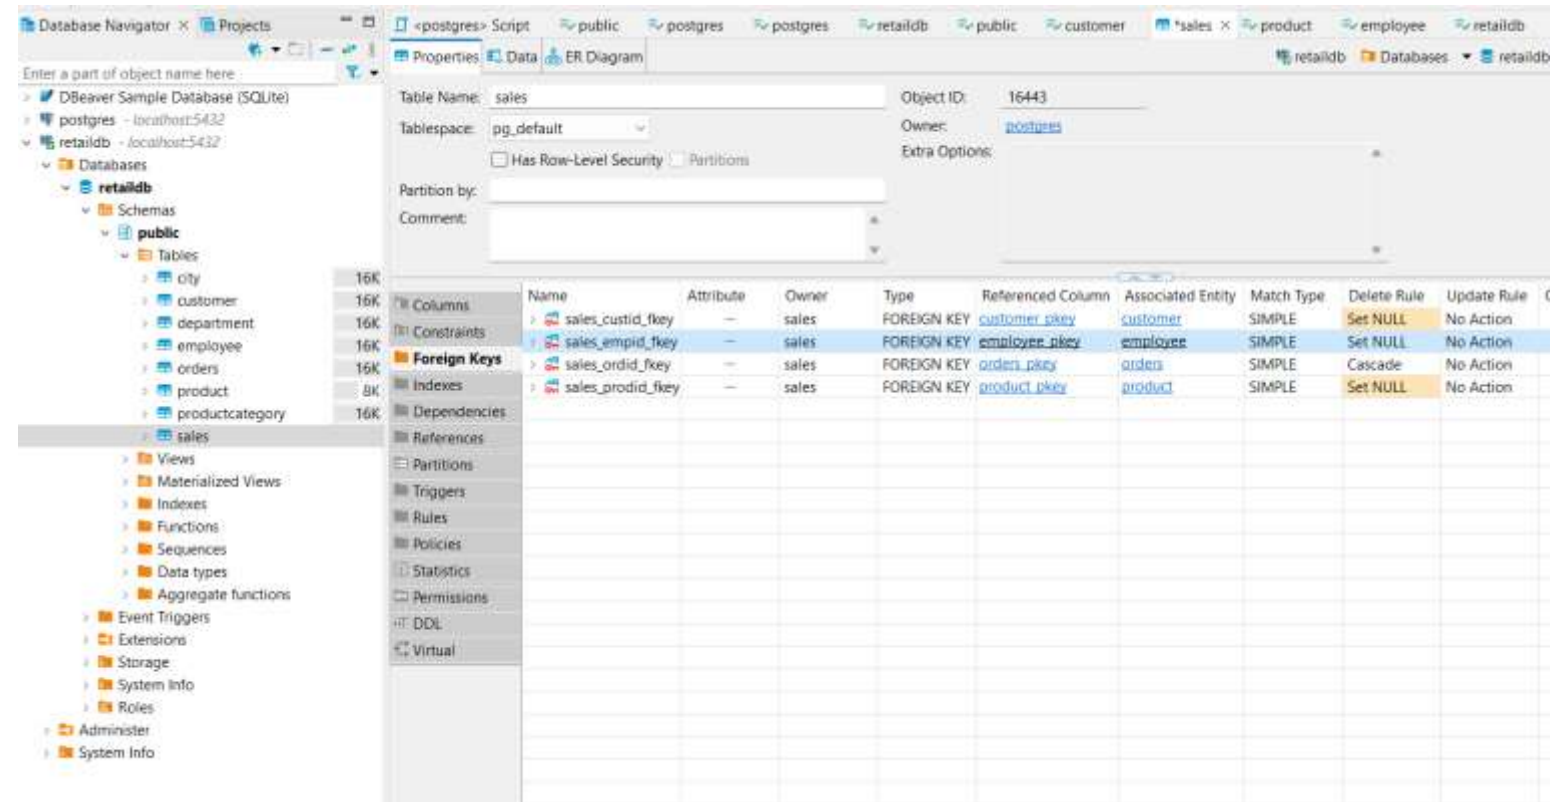 Database Navigator × Projects
Enter a part of object name here
DBeaver Sample Database (SQLite)
postgres - localhost:5432
retaildb - localhost:5432
Databases
retaildb
Schemas
public
Tables
city 16K
customer 16K
department 16K
employee 16K
orders 16K
product 8K
productcategory 16K
sales
Views
Materialized Views
Indexes
Functions
Sequences
Data types
Aggregate functions
Event Triggers
Extensions
Storage
System Info
Roles
Administer
System Info
<postgres> Script public postgres postgres retaildb public customer *sales × product employee retaildb
Properties Data ER Diagram retaildb Databases retaildb
Table Name: sales
Tablespace: pg_default
Has Row-Level Security Partitions
Partition by:
Comment:
Object ID: 16443
Owner: postgres
Extra Options:
Columns
Constraints
Foreign Keys
Indexes
Dependencies
References
Partitions
Triggers
Rules
Policies
Statistics
Permissions
DDL
Virtual
Name Attribute Owner Type Referenced Column Associated Entity Match Type Delete Rule Update Rule
sales_custid_fkey – sales FOREIGN KEY customer_pkey customer SIMPLE Set NULL No Action
sales_empid_fkey – sales FOREIGN KEY employee_pkey employee SIMPLE Set NULL No Action
sales_ordid_fkey – sales FOREIGN KEY orders_pkey orders SIMPLE Cascade No Action
sales_prodid_fkey – sales FOREIGN KEY product_pkey product SIMPLE Set NULL No Action